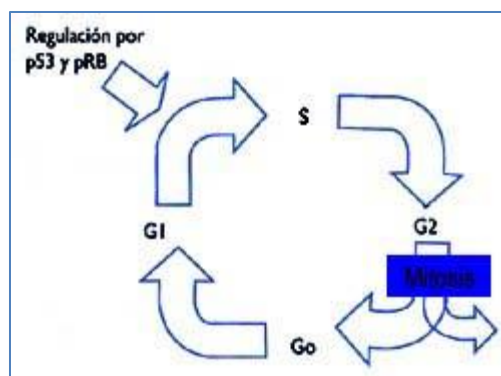 Regulación por
p53 y pRB
S
G1
G2
Mitosis
Go